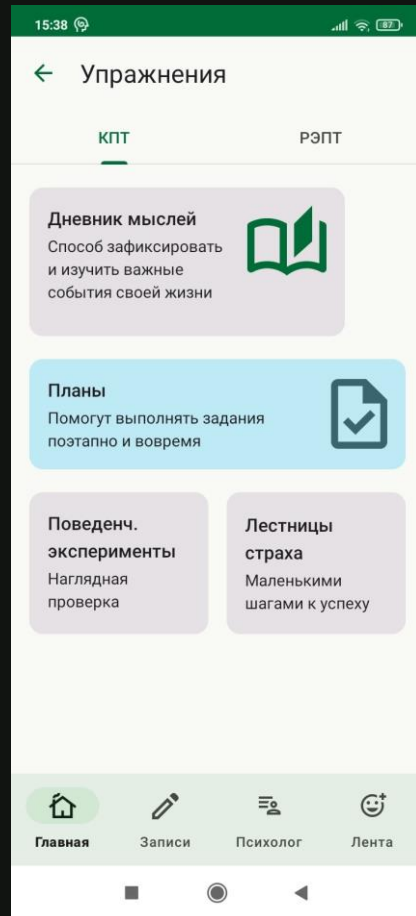 15:38
87
Упражнения
КПТ
РЭПТ
Дневник мыслей
Способ зафиксировать
и изучить важные
события своей жизни
Планы
Помогут выполнять задания
поэтапно и вовремя
Поведенч.
эксперименты
Наглядная
проверка
Лестницы
страха
Маленькими
шагами к успеху
Главная
Записи
Психолог
Лента